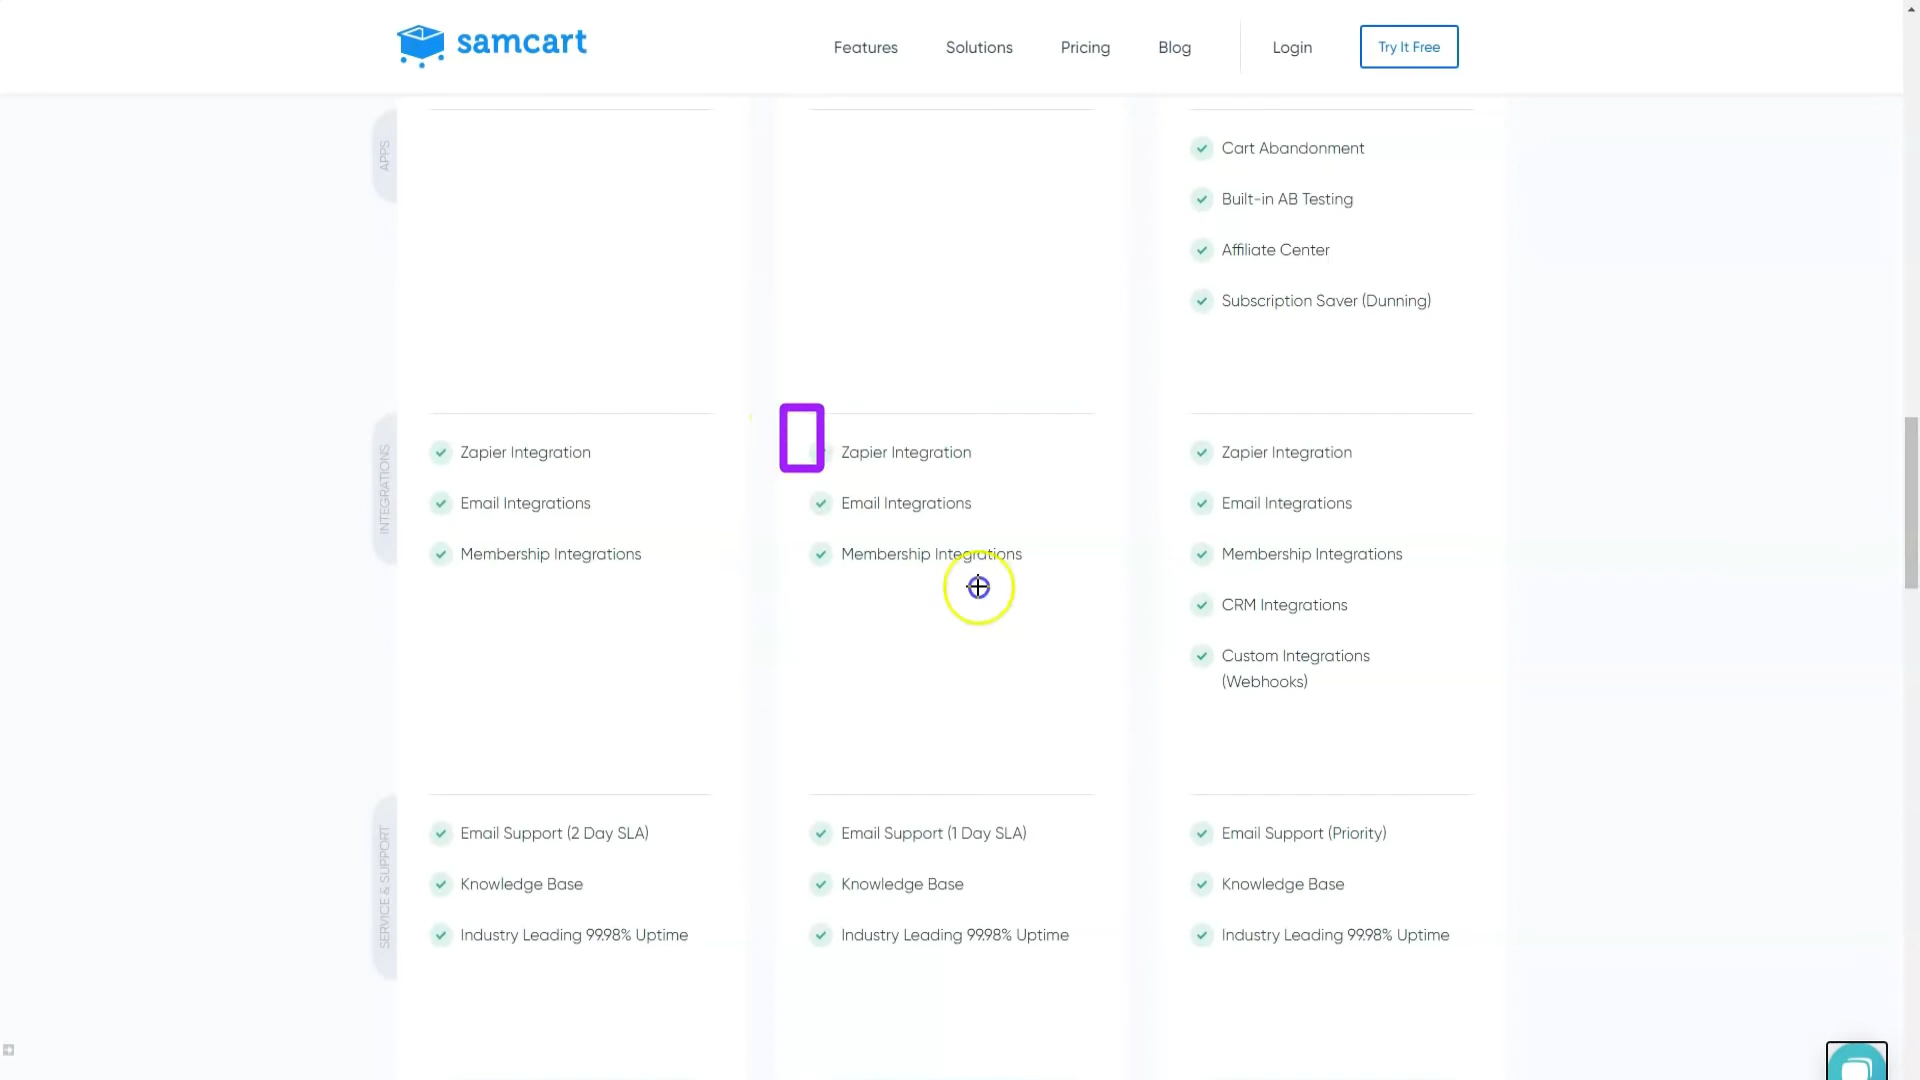 samcart
Features
Solutions
Pricing
Blog
Login
Try It Free
APPS
Cart Abandonment
Built-in AB Testing
Affiliate Center
Subscription Saver (Dunning)
INTEGRATIONS
Zapier Integration
Email Integrations
Membership Integrations
Zapier Integration
Email Integrations
Membership Integrations
Zapier Integration
Email Integrations
Membership Integrations
CRM Integrations
Custom Integrations
(Webhooks)
SERVICE & SUPPORT
Email Support (2 Day SLA)
Knowledge Base
Industry Leading 99.98% Uptime
Email Support (1 Day SLA)
Knowledge Base
Industry Leading 99.98% Uptime
Email Support (Priority)
Knowledge Base
Industry Leading 99.98% Uptime